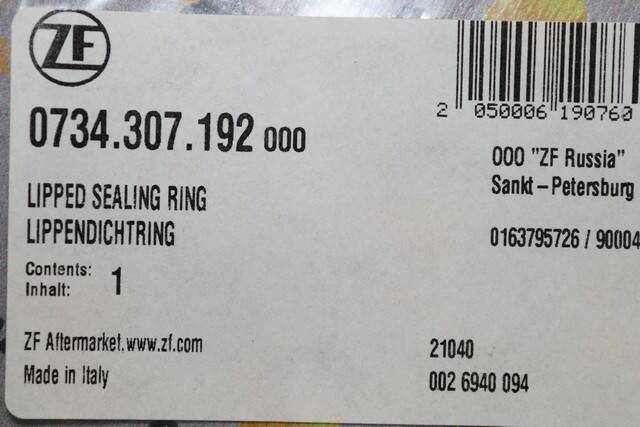 ZF
2 050006 190760
0734.307.192 000
OOO "ZF Russia"
Sankt-Petersburg
LIPPED SEALING RING
LIPPENDICHTRING
0163795726 / 90004
Contents:
Inhalt: 1
ZF Aftermarket.www.zf.com
Made in Italy
21040
002 6940 094